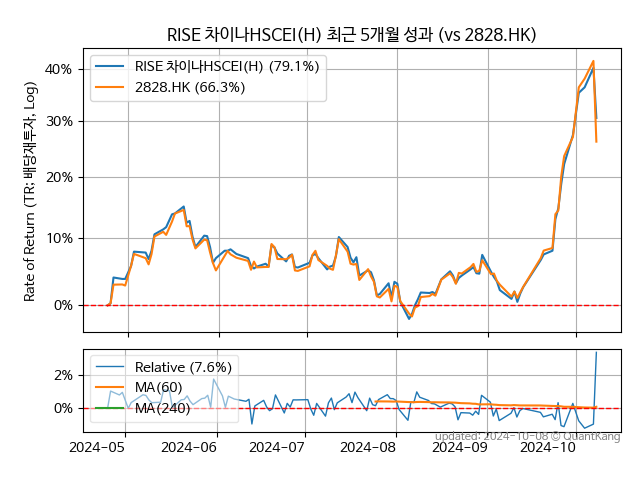 RISE 차이나HSCEI(H) 최근 5개월 성과 (vs 2828.HK)
RISE 차이나HSCEI(H) (79.1%)
2828.HK (66.3%)
Rate of Return (TR: 배당재투자, Log)
40%
30%
20%
10%
0%
Relative (7.6%)
MA(60)
MA(240)
2%
0%
2024-05
2024-06
2024-07
2024-08
2024-09
2024-10
updated: 2024-10-08 © QuantKang